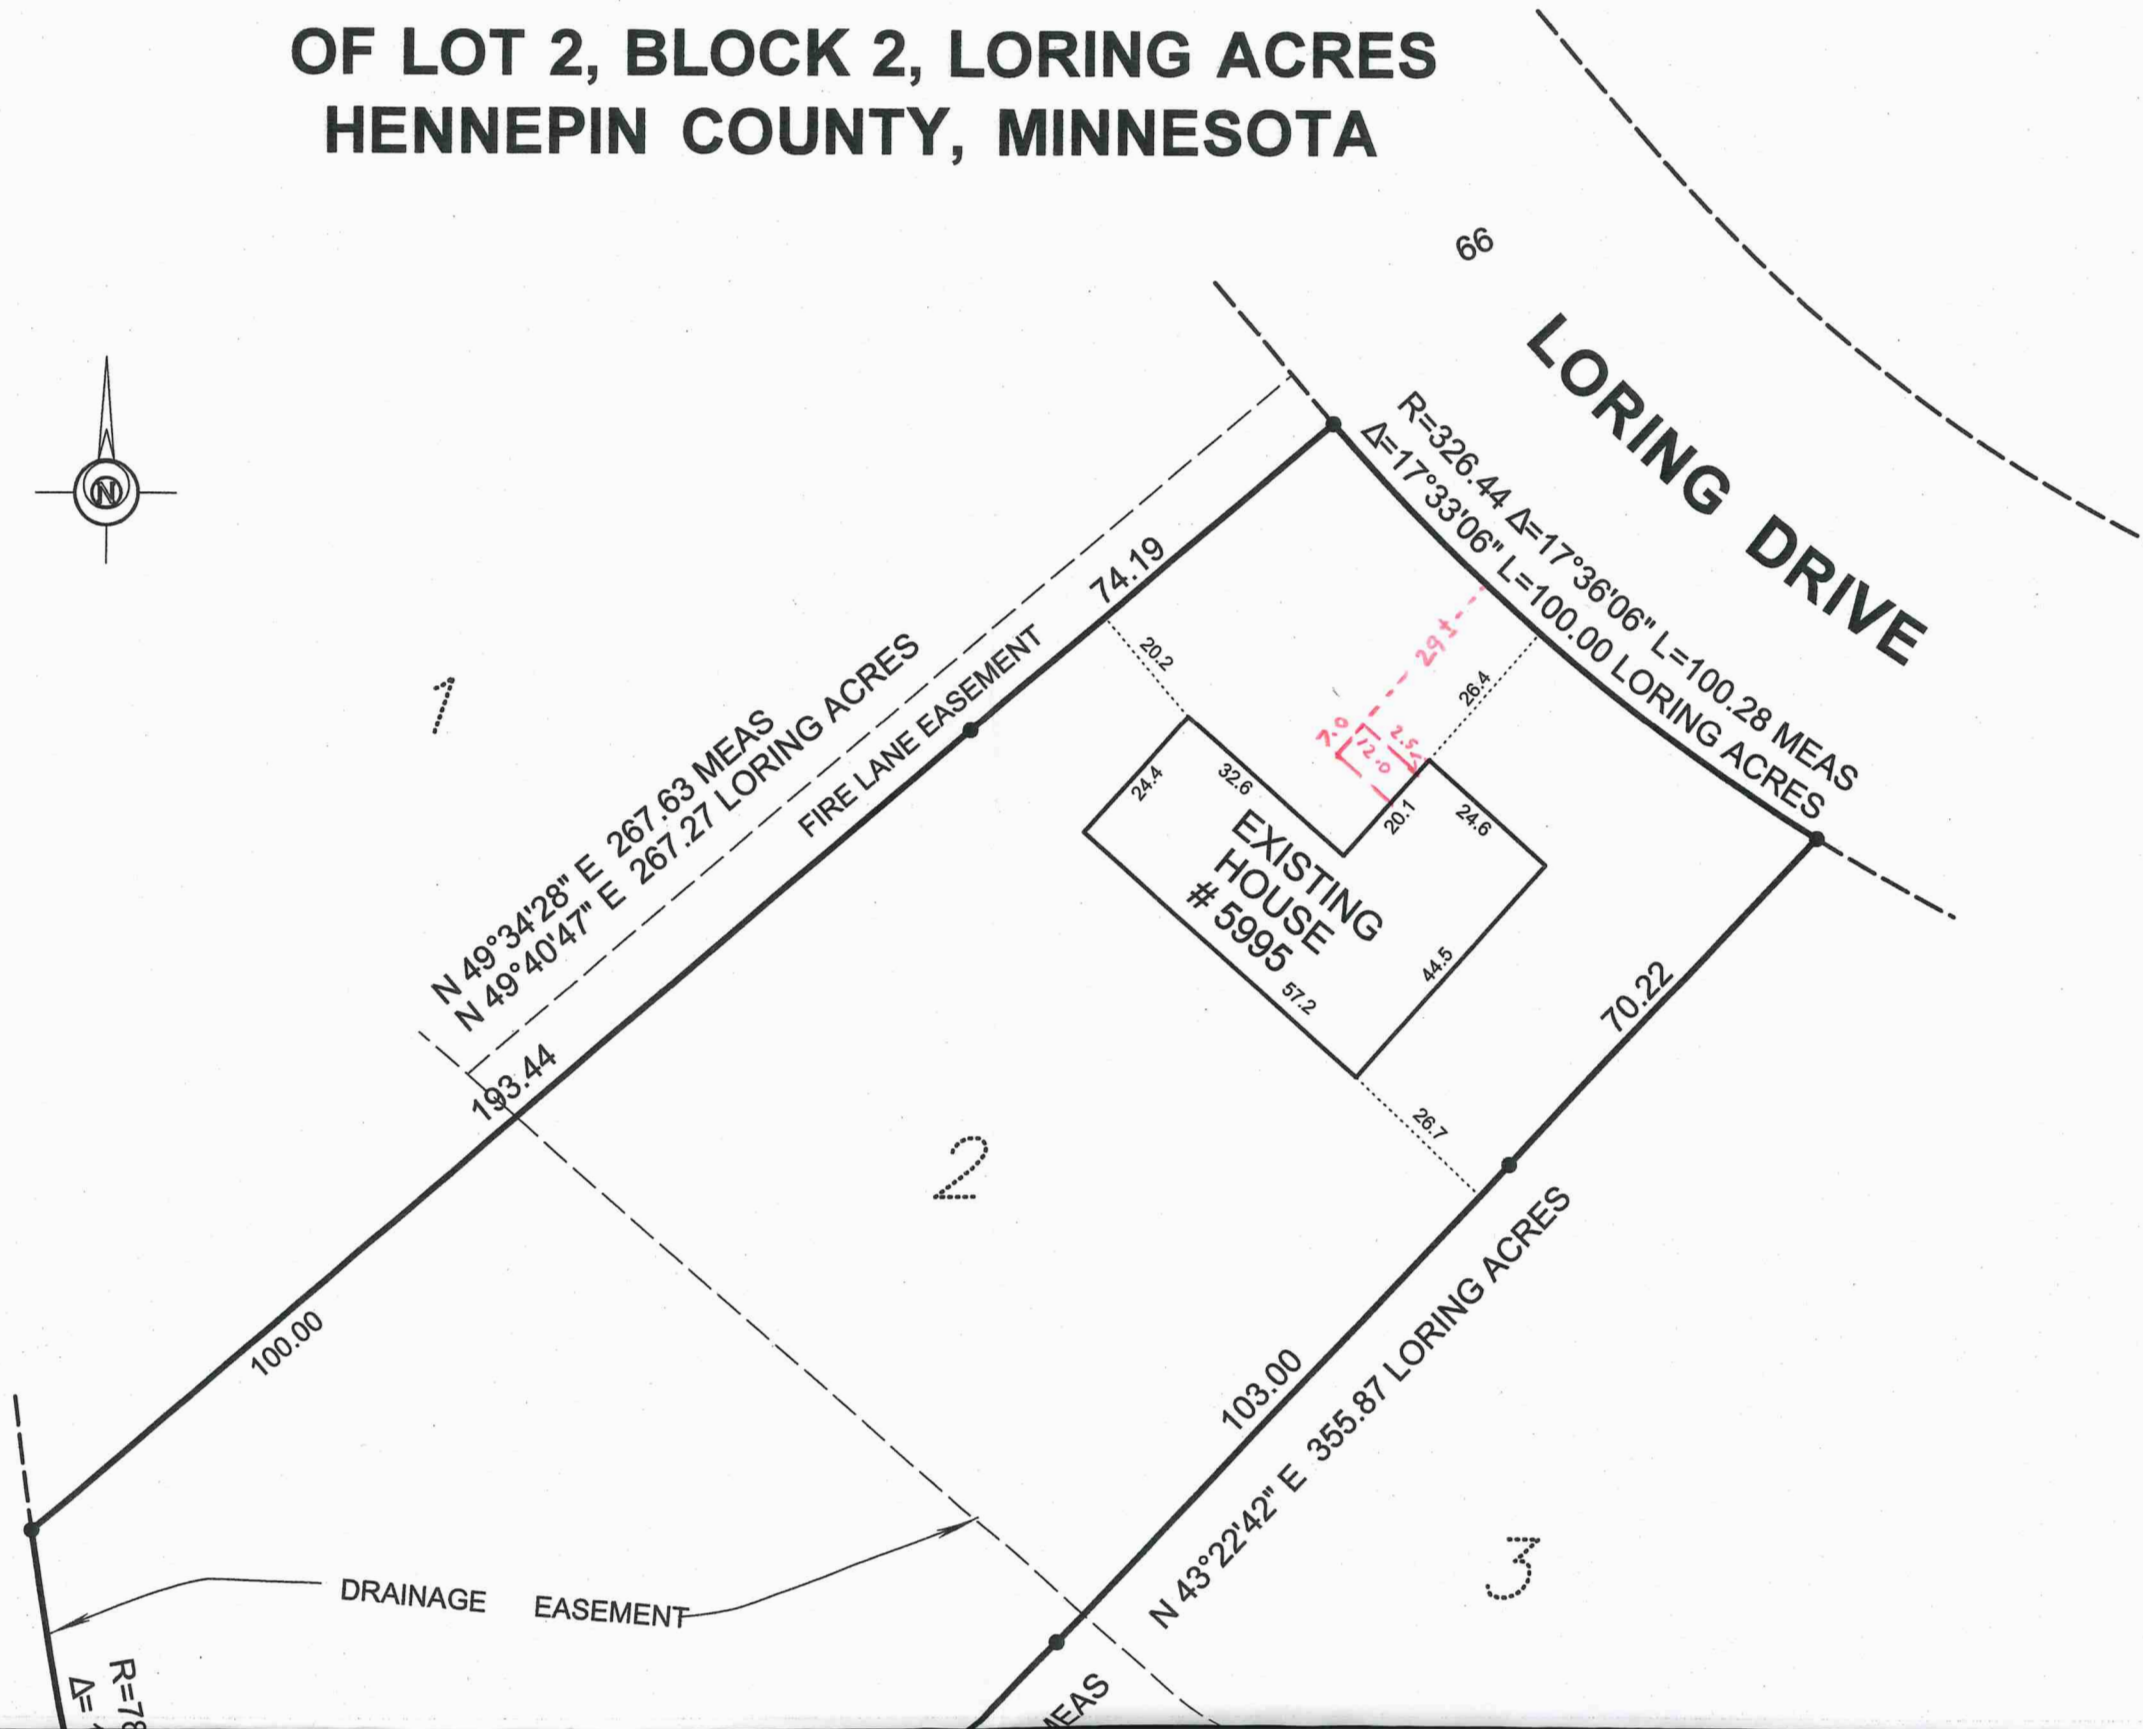 OF LOT 2, BLOCK 2, LORING ACRES
HENNEPIN COUNTY, MINNESOTA
66
LORING DRIVE
R=326.44 Δ=17°36'06" L=100.28 MEAS
Δ=17°33'06" L=100.00 LORING ACRES
N
74.19
20.2
29±
26.4
1
N 49°34'28" E 267.63 MEAS
N 49°40'47" E 267.27 LORING ACRES
FIRE LANE EASEMENT
7.0
2.5
12.0
24.4
32.6
20.1
24.6
EXISTING
HOUSE
# 5995
44.5
57.2
70.22
193.44
26.7
2
100.00
103.00
N 43°22'42" E 355.87 LORING ACRES
3
DRAINAGE EASEMENT
R=78
Δ=
MEAS